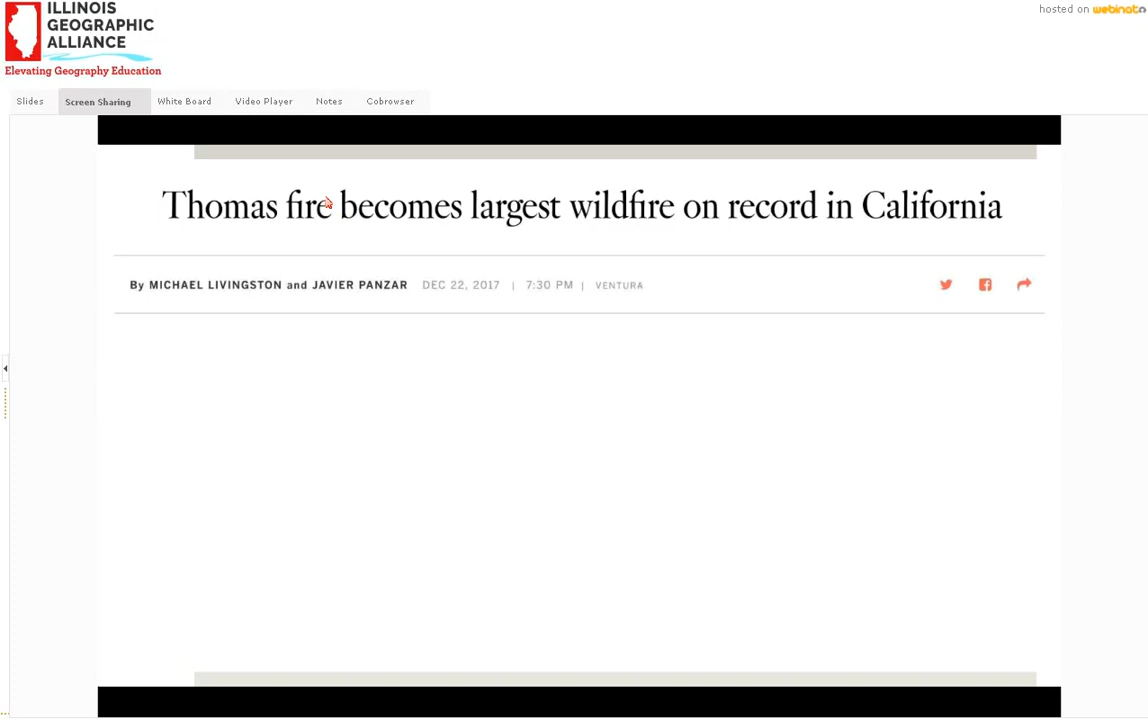 ILLINOIS
GEOGRAPHIC
ALLIANCE
Elevating Geography Education
hosted on webinato
Slides Screen Sharing White Board Video Player Notes Cobrowser
Thomas fire becomes largest wildfire on record in California
By MICHAEL LIVINGSTON and JAVIER PANZAR DEC 22, 2017 | 7:30 PM | VENTURA